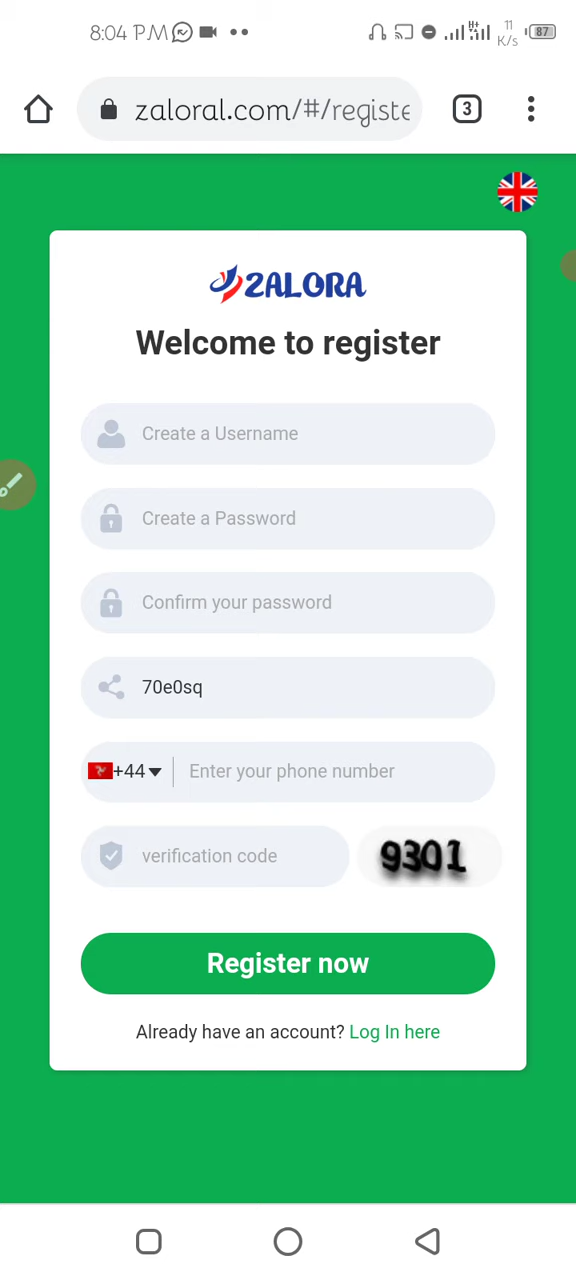 8:04 PM
H+
11
K/s
87
zaloral.com/#/registe
3
ZALORA
Welcome to register
Create a Username
Create a Password
Confirm your password
70e0sq
+44
Enter your phone number
verification code
9301
Register now
Already have an account? Log In here